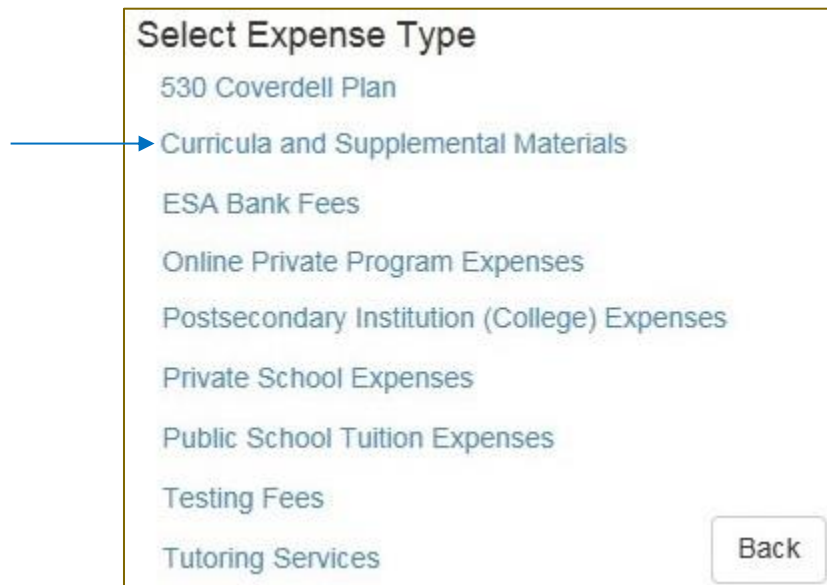 Select Expense Type
530 Coverdell Plan
Curricula and Supplemental Materials
ESA Bank Fees
Online Private Program Expenses
Postsecondary Institution (College) Expenses
Private School Expenses
Public School Tuition Expenses
Testing Fees
Tutoring Services
Back